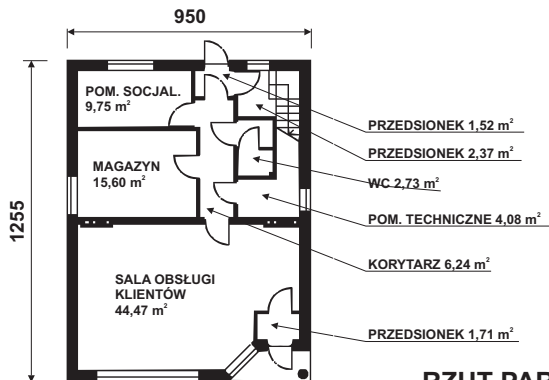 950
POM. SOCJAL.
9,75 m²
PRZEDSIONEK 1,52 m²
PRZEDSIONEK 2,37 m²
MAGAZYN
15,60 m²
WC 2,73 m²
POM. TECHNICZNE 4,08 m²
1255
KORYTARZ 6,24 m²
SALA OBSŁUGI
KLIENTÓW
44,47 m²
PRZEDSIONEK 1,71 m²
RZUT PAR